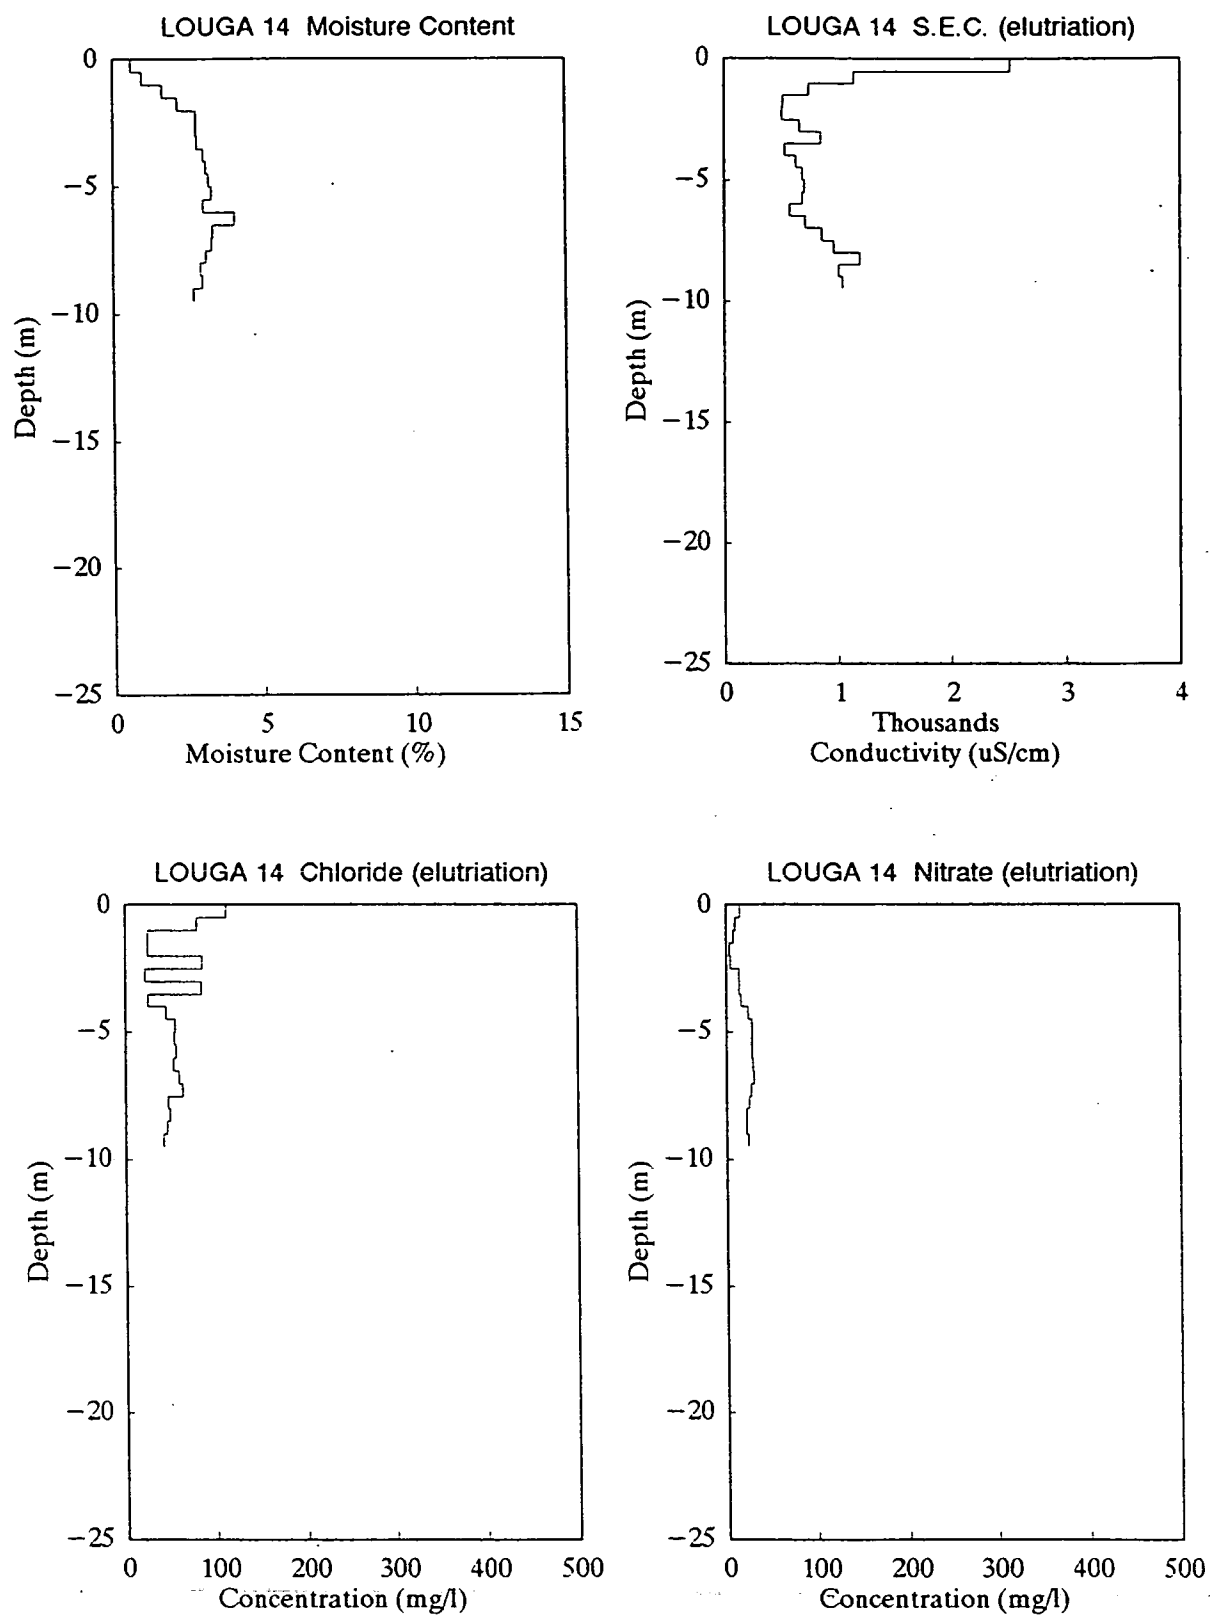 LOUGA 14 Moisture Content
0
−5
−10
−15
−20
−25
Depth (m)
0 5 10 15
Moisture Content (%)
LOUGA 14 S.E.C. (elutriation)
0
−5
−10
−15
−20
−25
Depth (m)
0 1 2 3 4
Thousands
Conductivity (uS/cm)
LOUGA 14 Chloride (elutriation)
0
−5
−10
−15
−20
−25
Depth (m)
0 100 200 300 400 500
Concentration (mg/l)
LOUGA 14 Nitrate (elutriation)
0
−5
−10
−15
−20
−25
Depth (m)
0 100 200 300 400 500
Concentration (mg/l)